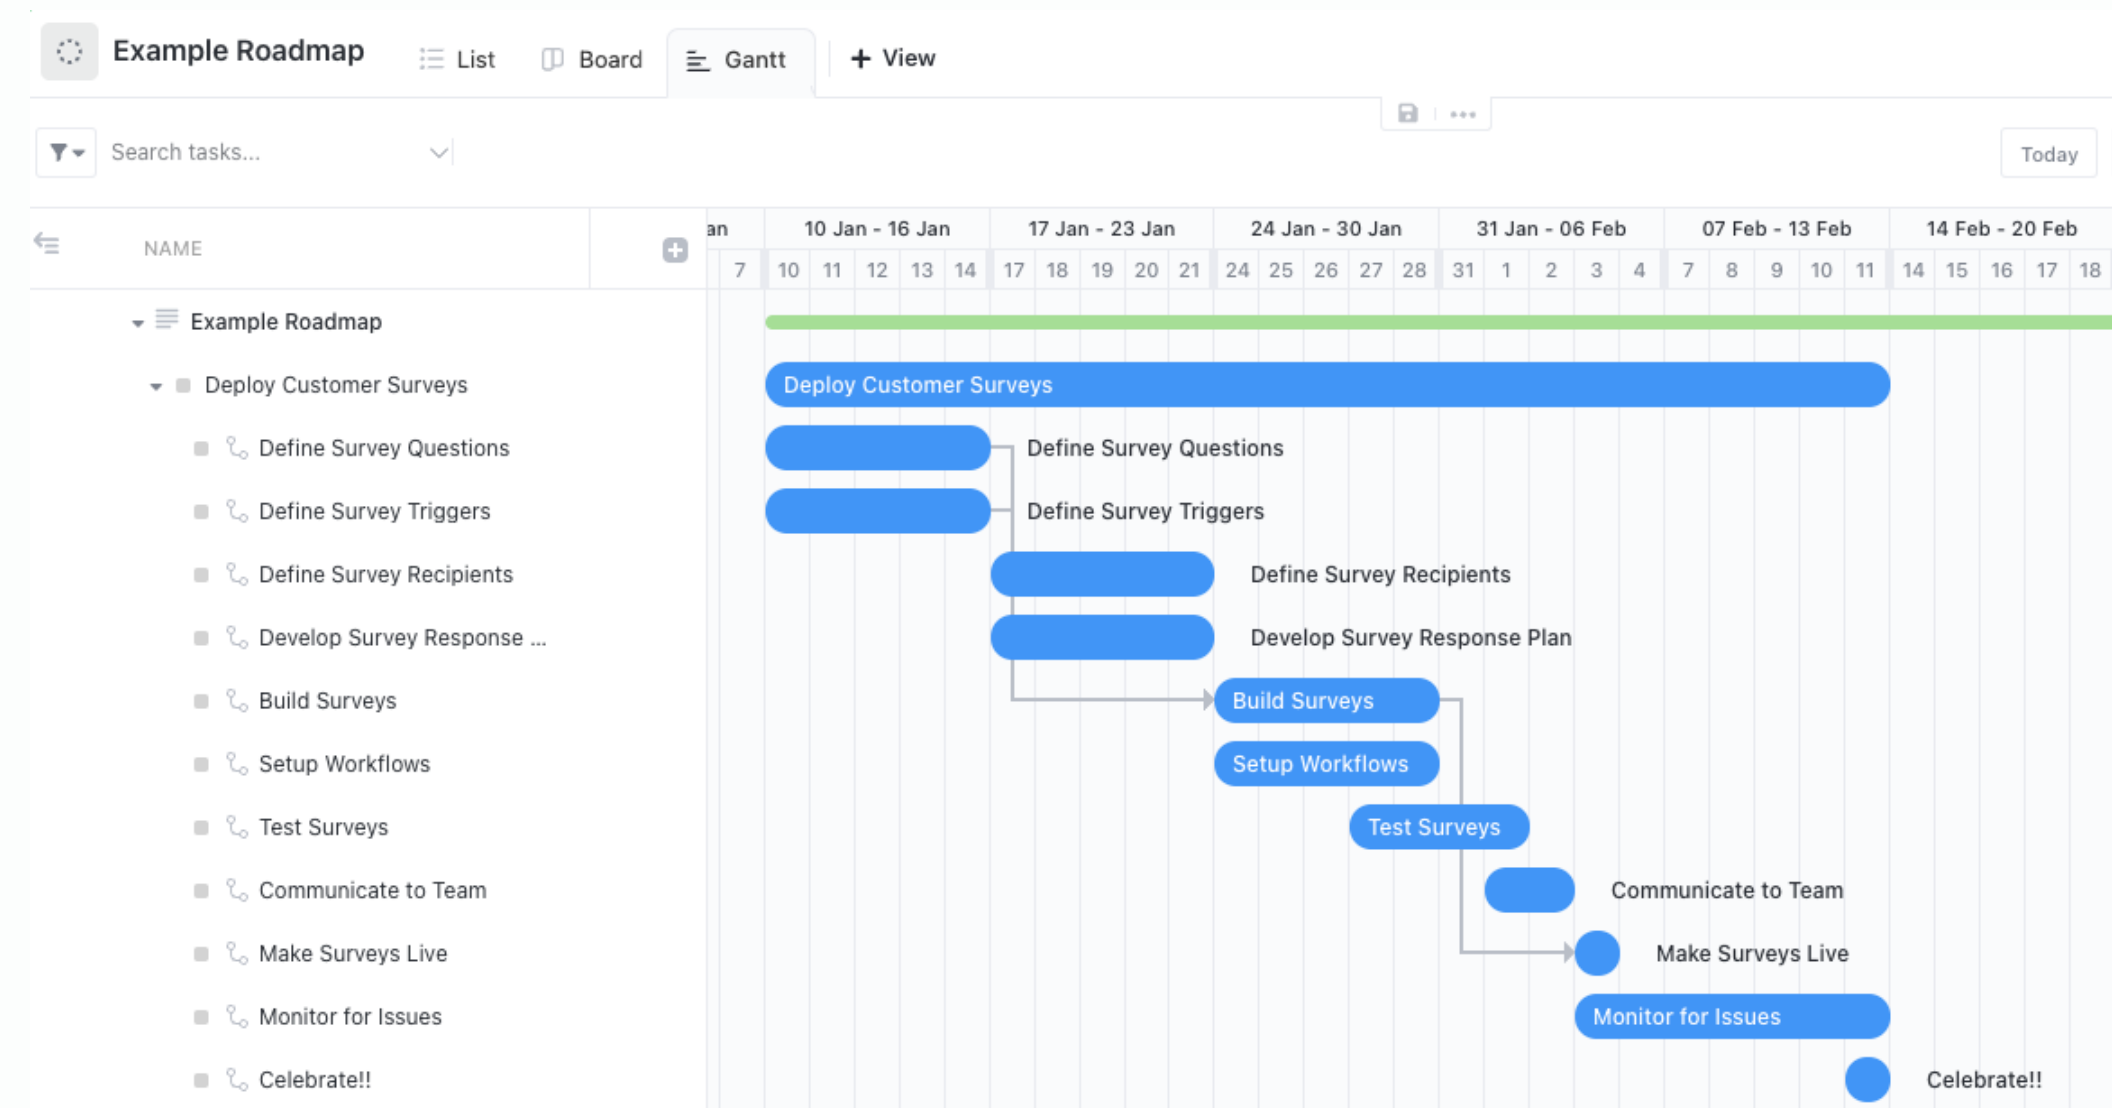 Example Roadmap List Board Gantt + View
Search tasks...
Today
NAME
an 10 Jan - 16 Jan 17 Jan - 23 Jan 24 Jan - 30 Jan 31 Jan - 06 Feb 07 Feb - 13 Feb 14 Feb - 20 Feb
7 10 11 12 13 14 17 18 19 20 21 24 25 26 27 28 31 1 2 3 4 7 8 9 10 11 14 15 16 17 18
Example Roadmap
Deploy Customer Surveys Deploy Customer Surveys
Define Survey Questions Define Survey Questions
Define Survey Triggers Define Survey Triggers
Define Survey Recipients Define Survey Recipients
Develop Survey Response ... Develop Survey Response Plan
Build Surveys Build Surveys
Setup Workflows Setup Workflows
Test Surveys Test Surveys
Communicate to Team Communicate to Team
Make Surveys Live Make Surveys Live
Monitor for Issues Monitor for Issues
Celebrate!! Celebrate!!